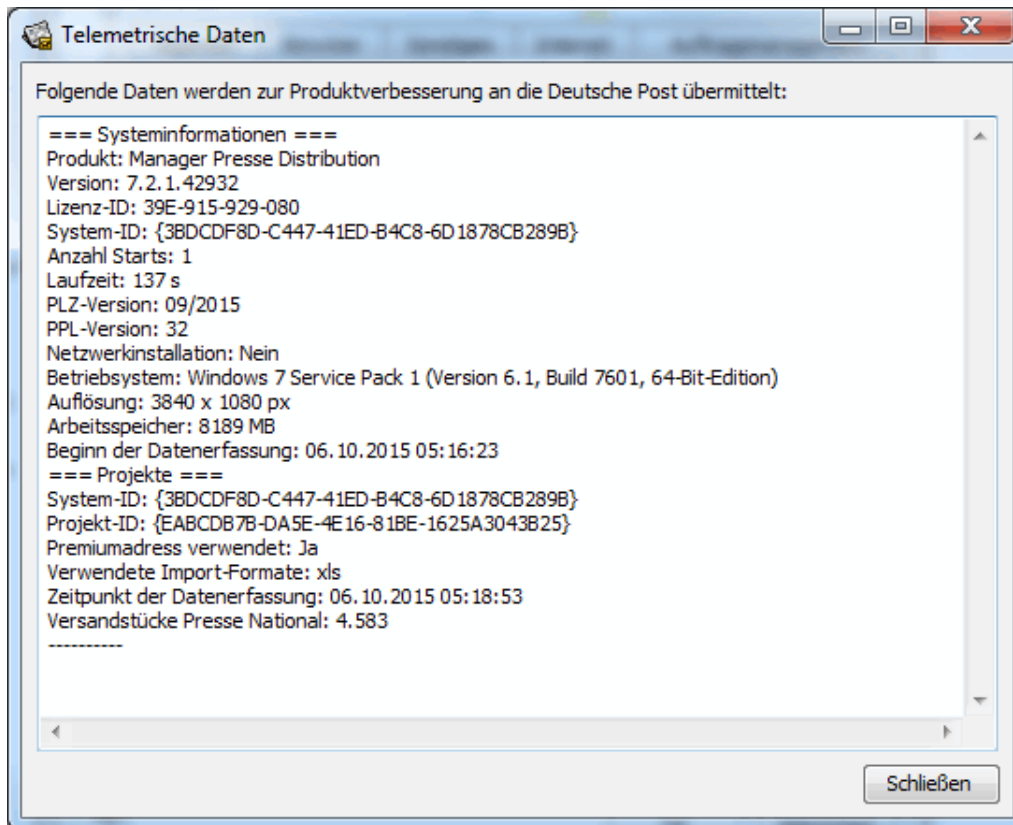 Telemetrische Daten
Folgende Daten werden zur Produktverbesserung an die Deutsche Post übermittelt:
=== Systeminformationen ===
Produkt: Manager Presse Distribution
Version: 7.2.1.42932
Lizenz-ID: 39E-915-929-080
System-ID: {3BDCDF8D-C447-41ED-B4C8-6D1878CB289B}
Anzahl Starts: 1
Laufzeit: 137 s
PLZ-Version: 09/2015
PPL-Version: 32
Netzwerkinstallation: Nein
Betriebsystem: Windows 7 Service Pack 1 (Version 6.1, Build 7601, 64-Bit-Edition)
Auflösung: 3840 x 1080 px
Arbeitsspeicher: 8189 MB
Beginn der Datenerfassung: 06.10.2015 05:16:23
=== Projekte ===
System-ID: {3BDCDF8D-C447-41ED-B4C8-6D1878CB289B}
Projekt-ID: {EABCDB7B-DA5E-4E16-81BE-1625A3043B25}
Premiumadress verwendet: Ja
Verwendete Import-Formate: xls
Zeitpunkt der Datenerfassung: 06.10.2015 05:18:53
Versandstücke Presse National: 4.583
----------
Schließen